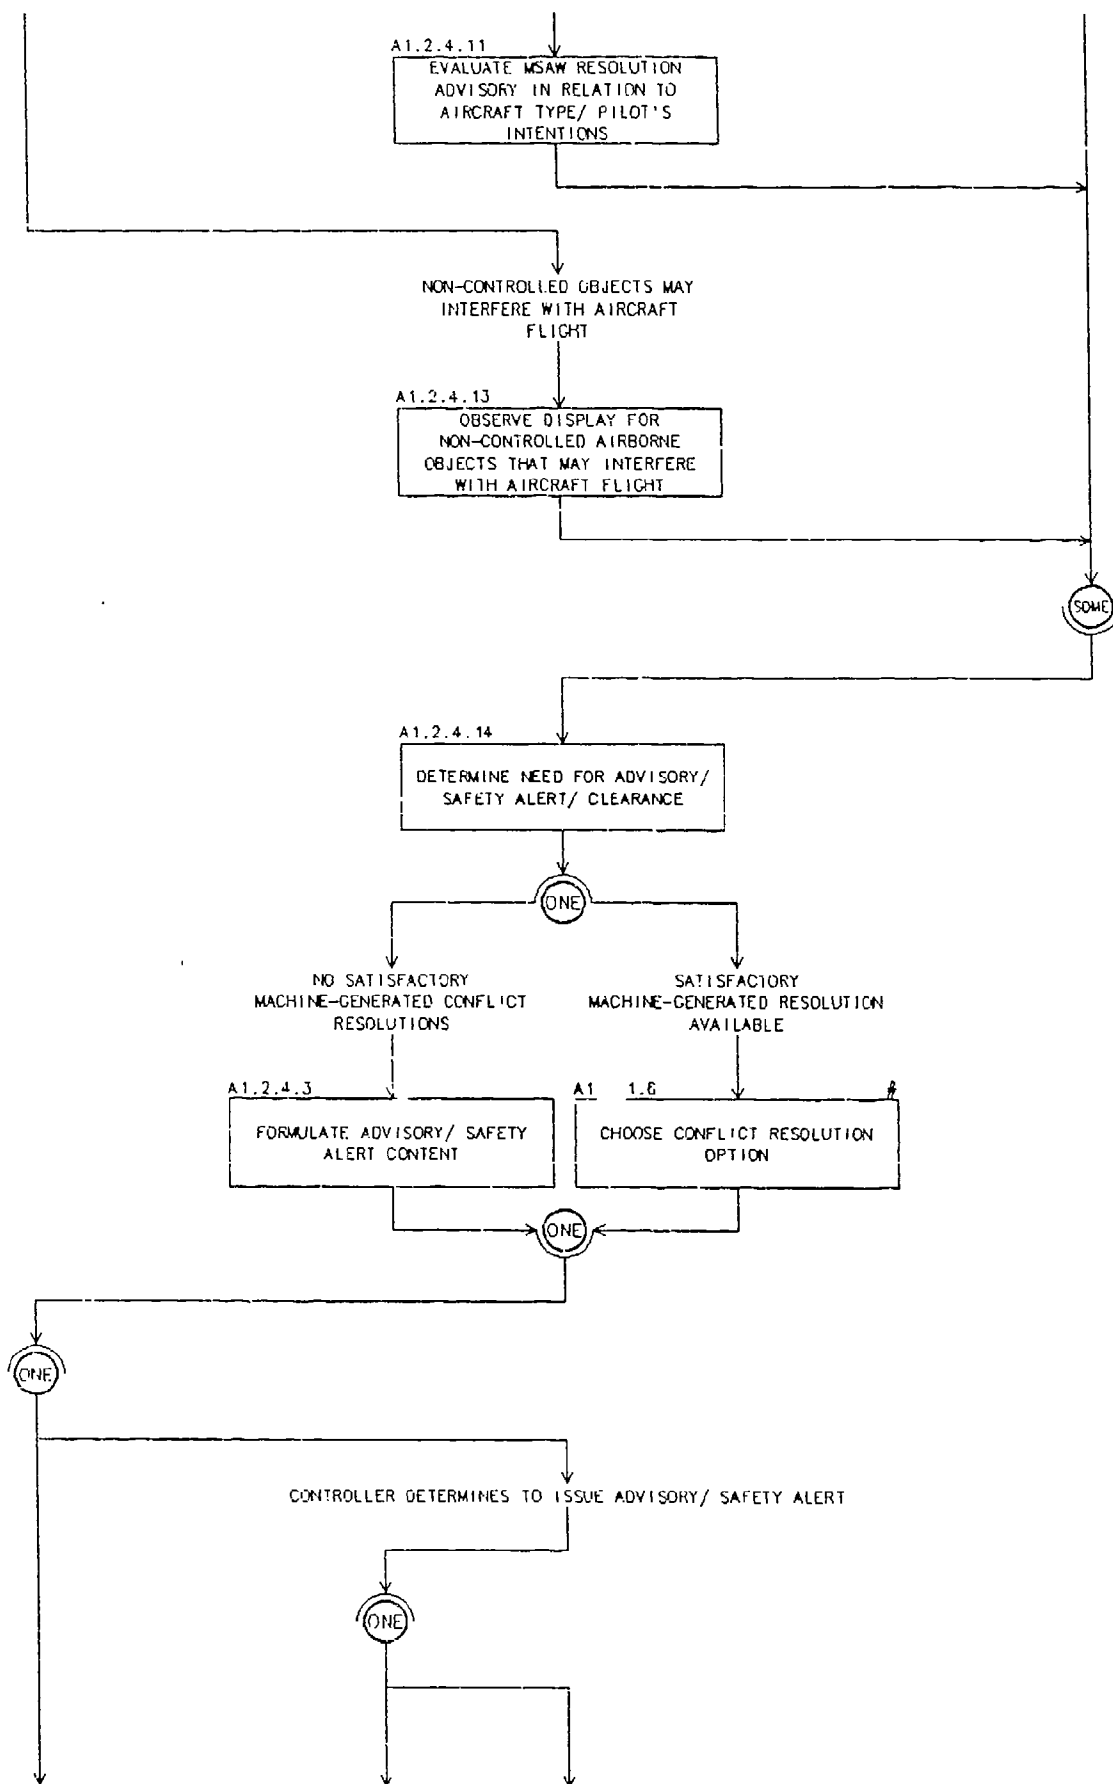 A1.2.4.11
EVALUATE MSAW RESOLUTION
ADVISORY IN RELATION TO
AIRCRAFT TYPE/ PILOT'S
INTENTIONS
NON-CONTROLLED OBJECTS MAY
INTERFERE WITH AIRCRAFT
FLIGHT
A1.2.4.13
OBSERVE DISPLAY FOR
NON-CONTROLLED AIRBORNE
OBJECTS THAT MAY INTERFERE
WITH AIRCRAFT FLIGHT
SOME
A1.2.4.14
DETERMINE NEED FOR ADVISORY/
SAFETY ALERT/ CLEARANCE
ONE
NO SATISFACTORY
MACHINE-GENERATED CONFLICT
RESOLUTIONS
SATISFACTORY
MACHINE-GENERATED RESOLUTION
AVAILABLE
A1.2.4.3
FORMULATE ADVISORY/ SAFETY
ALERT CONTENT
A1 1.6 #
CHOOSE CONFLICT RESOLUTION
OPTION
ONE
ONE
CONTROLLER DETERMINES TO ISSUE ADVISORY/ SAFETY ALERT
ONE